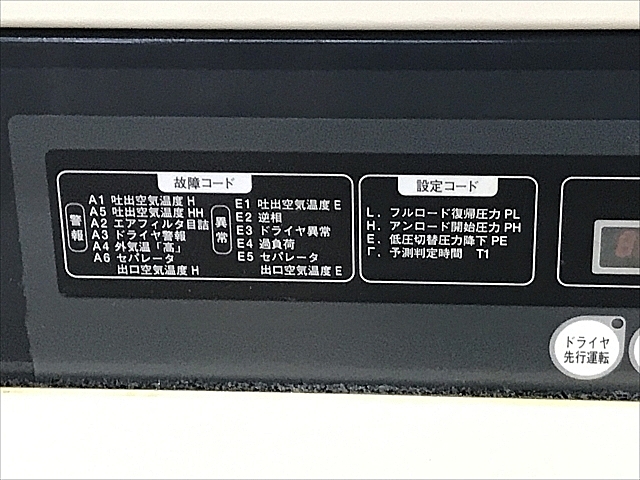 故障コード
警報
A1 吐出空気温度 H
A5 吐出空気温度 HH
A2 エアフィルタ目詰
A3 ドライヤ警報
A4 外気温「高」
A6 セパレータ
出口空気温度 H
異常
E1 吐出空気温度 E
E2 逆相
E3 ドライヤ異常
E4 過負荷
E5 セパレータ
出口空気温度 E
設定コード
L. フルロード復帰圧力 PL
H. アンロード開始圧力 PH
E. 低圧切替圧力降下 PE
Γ. 予測判定時間 T1
ドライヤ
先行運転